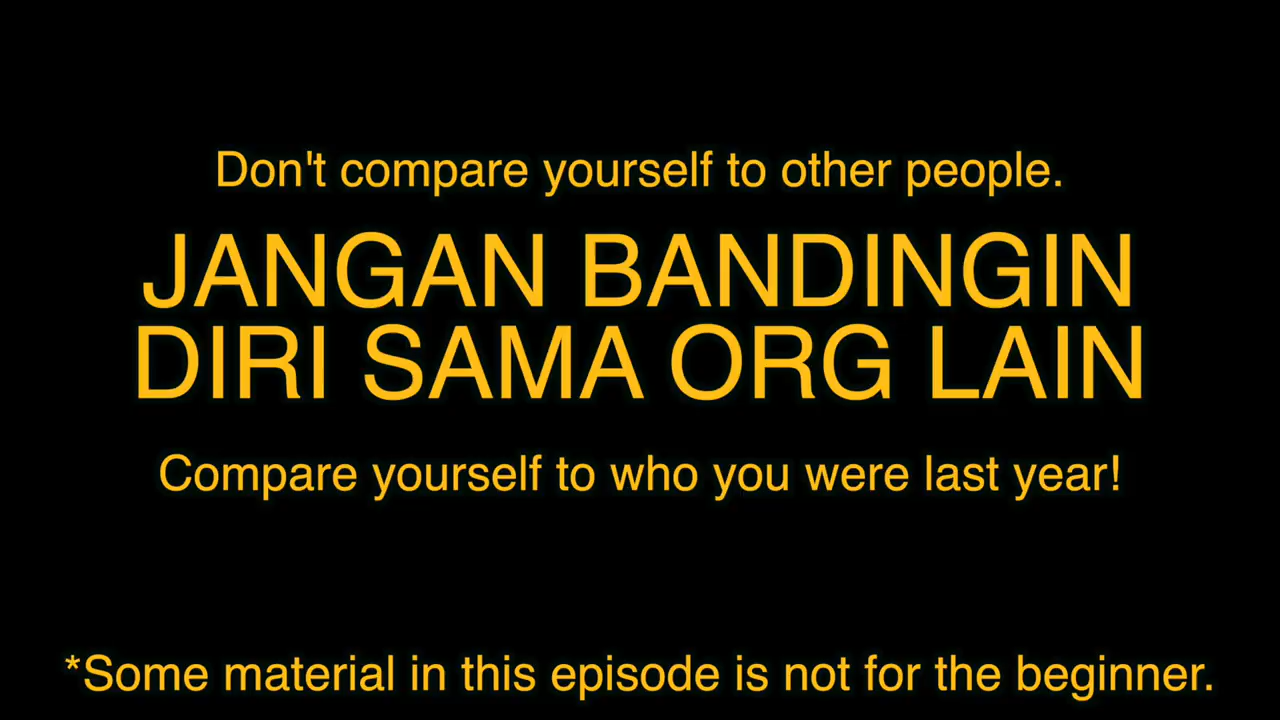 Don't compare yourself to other people.
JANGAN BANDINGIN
DIRI SAMA ORG LAIN
Compare yourself to who you were last year!
*Some material in this episode is not for the beginner.